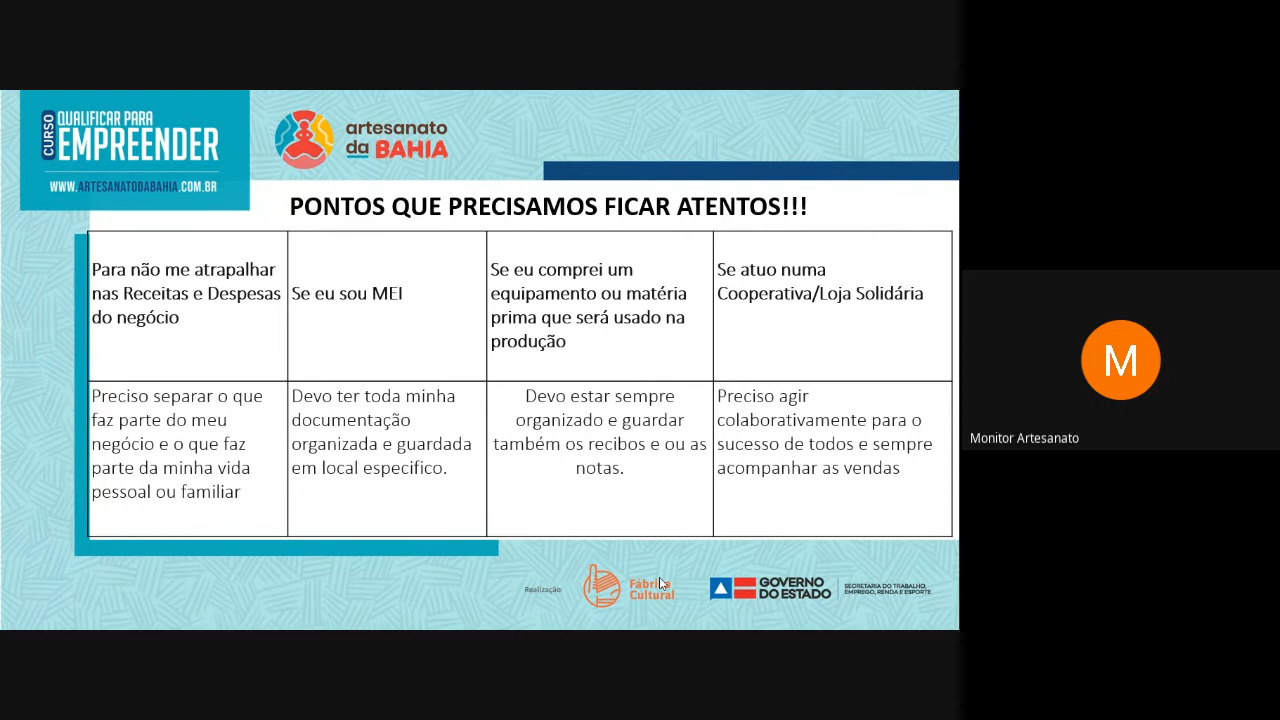 CURSO
QUALIFICAR PARA
EMPREENDER
WWW.ARTESANATODABAHIA.COM.BR
artesanato
da BAHIA
PONTOS QUE PRECISAMOS FICAR ATENTOS!!!
Para não me atrapalhar
nas Receitas e Despesas
do negócio
Se eu sou MEI
Se eu comprei um
equipamento ou matéria
prima que será usado na
produção
Se atuo numa
Cooperativa/Loja Solidária
Preciso separar o que
faz parte do meu
negócio e o que faz
parte da minha vida
pessoal ou familiar
Devo ter toda minha
documentação
organizada e guardada
em local especifico.
Devo estar sempre
organizado e guardar
também os recibos e ou as
notas.
Preciso agir
colaborativamente para o
sucesso de todos e sempre
acompanhar as vendas
Realização:
Fábrica
Cultural
GOVERNO
DO ESTADO
SECRETARIA DO TRABALHO,
EMPREGO, RENDA E ESPORTE
M
Monitor Artesanato